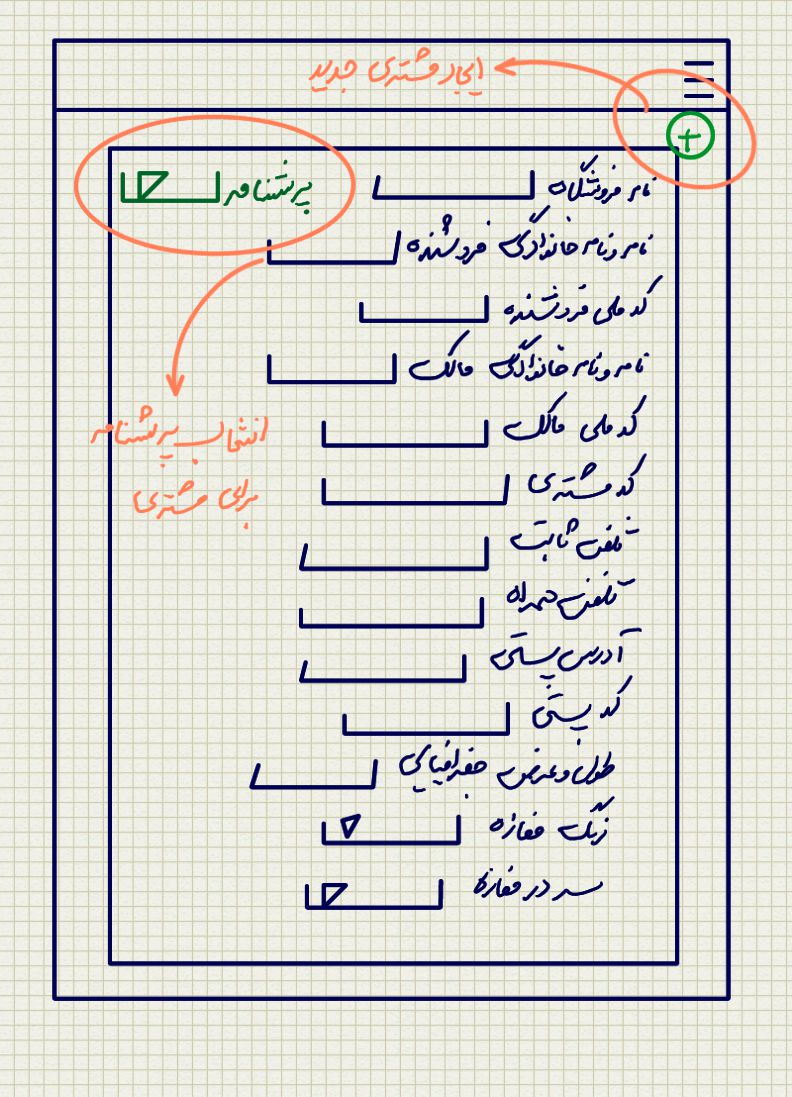 ایجاد مشتری جدید
+
نام فروشگاه
پرسشنامه
نام و نام خانوادگی فروشنده
کد ملی فروشنده
نام و نام خانوادگی مالک
کد ملی مالک
انتخاب پرسشنامه
برای مشتری
کد مشتری
تلفن ثابت
تلفن همراه
آدرس پستی
کد پستی
طول و عرض جغرافیایی
مغازه
سر در مغازه